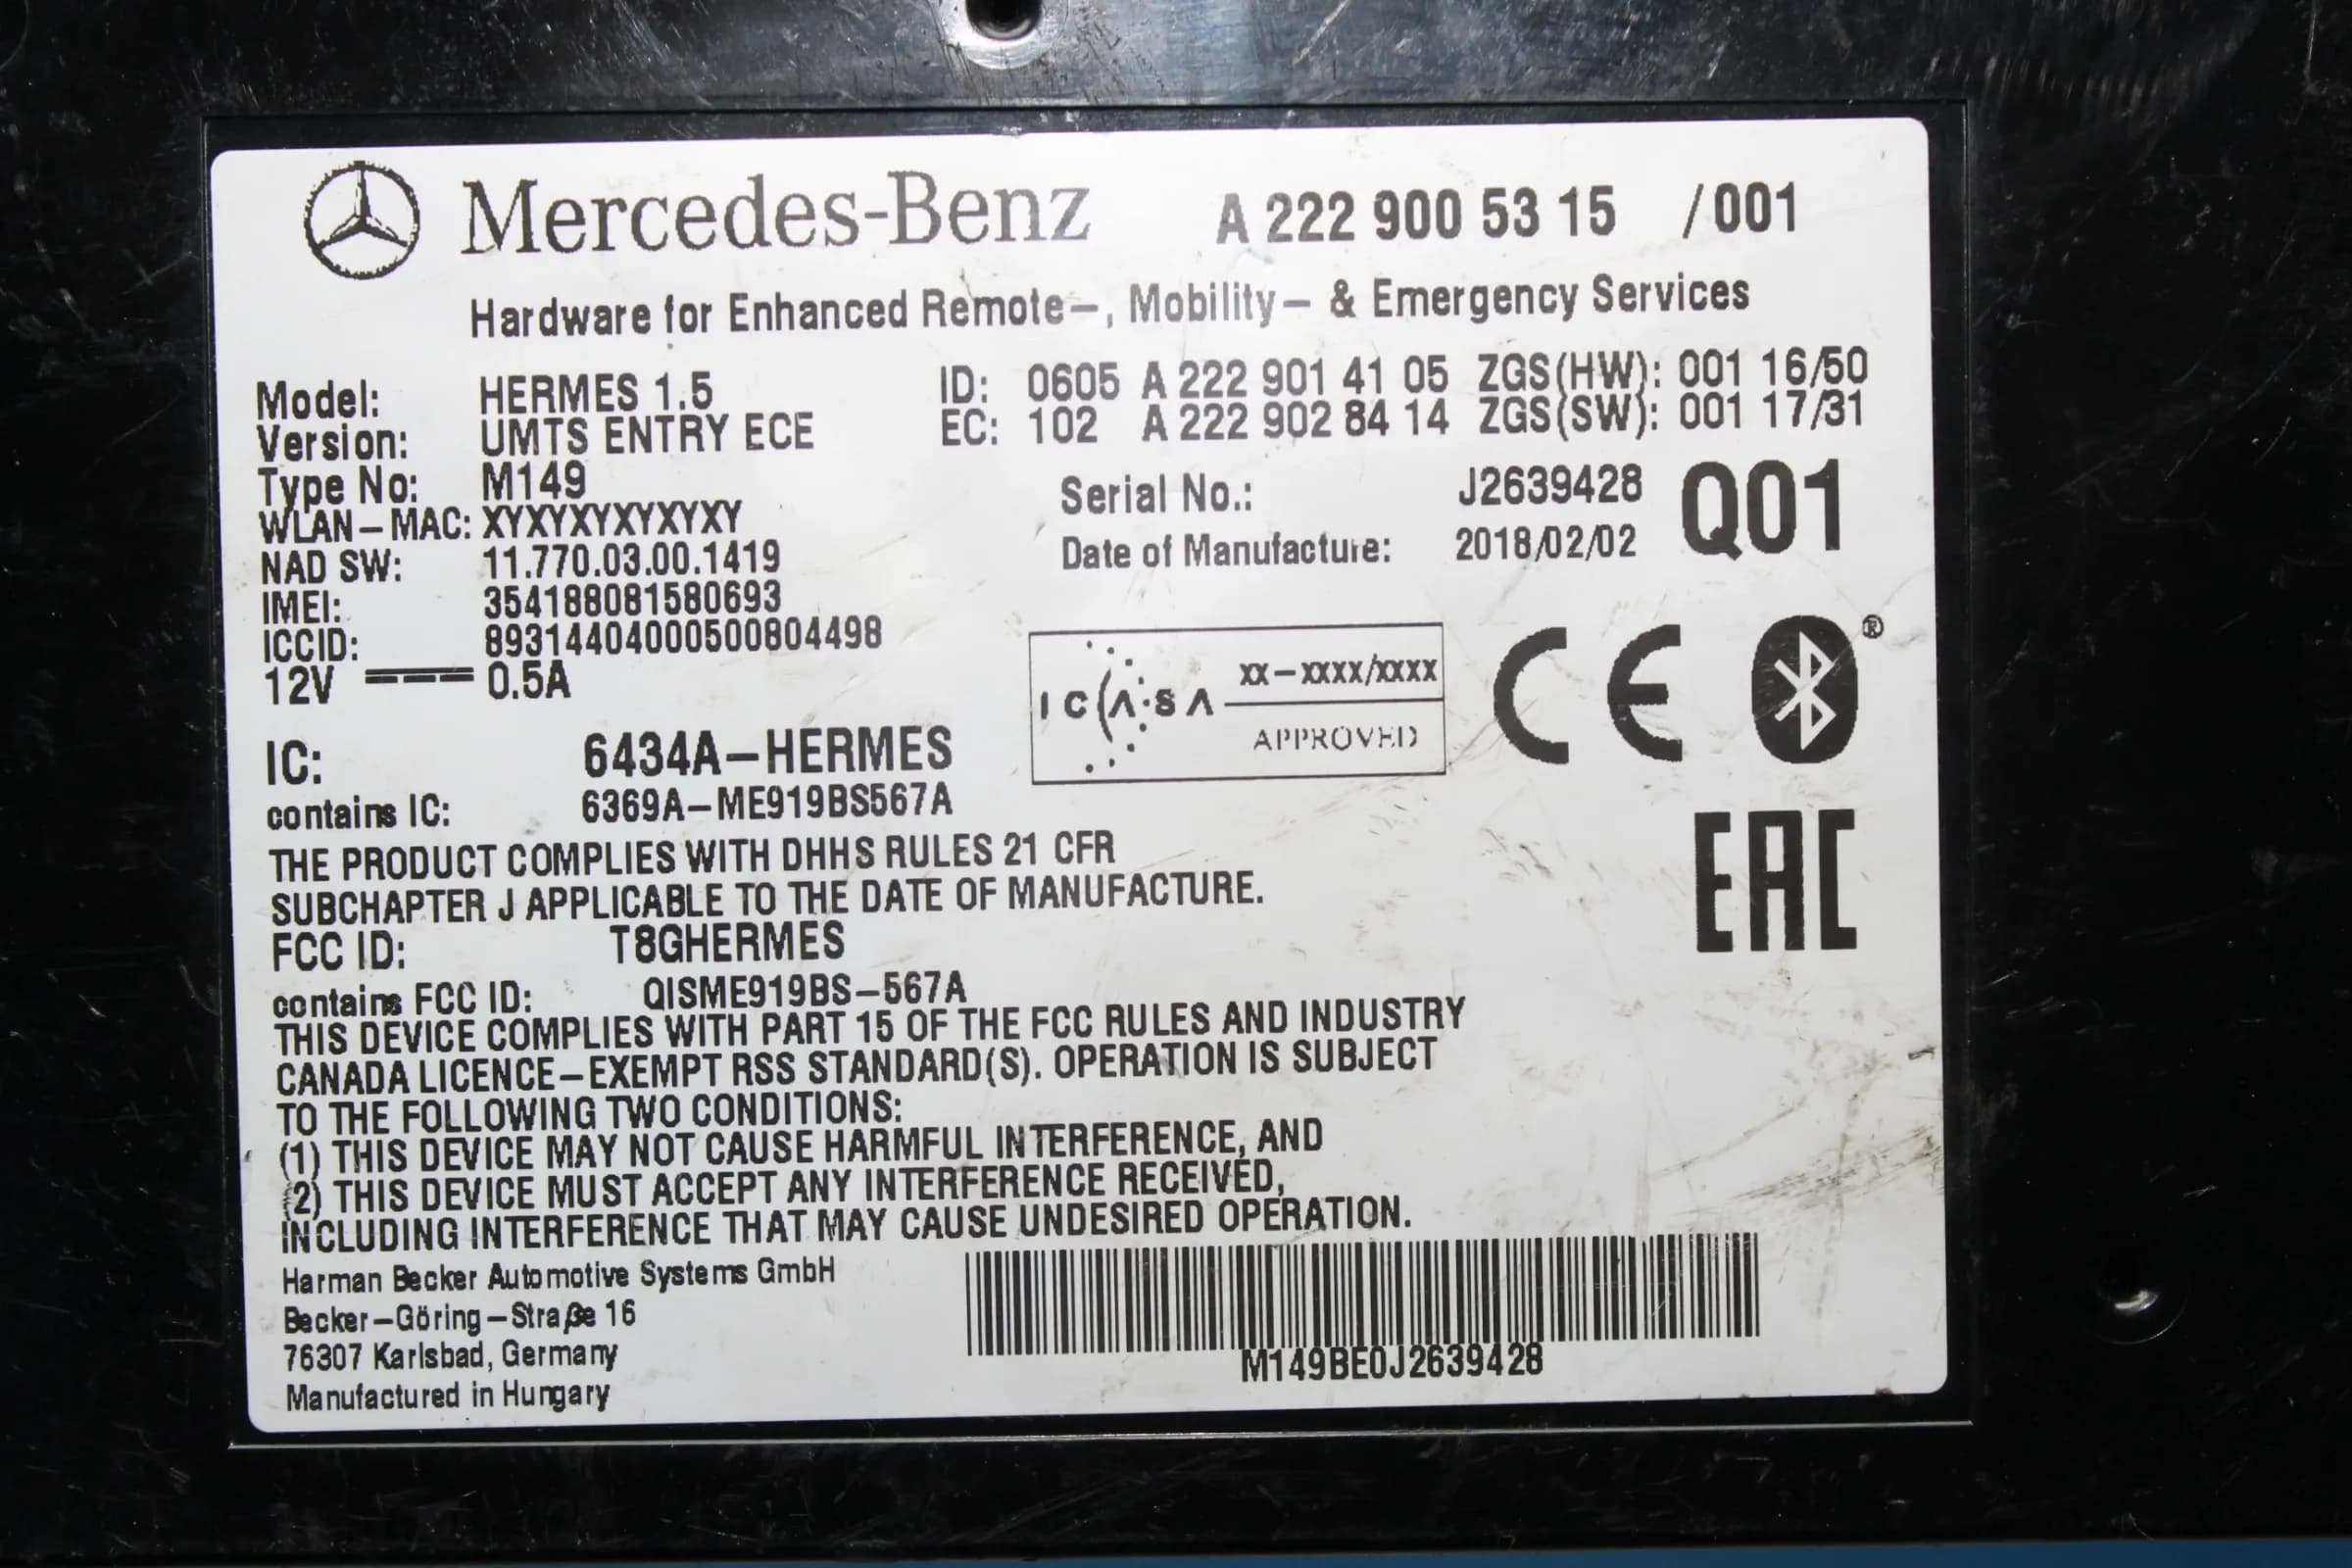 Mercedes-Benz A 222 900 53 15 /001
Hardware for Enhanced Remote-, Mobility- & Emergency Services
Model: HERMES 1.5 ID: 0605 A 222 901 41 05 ZGS(HW): 001 16/50
Version: UMTS ENTRY ECE EC: 102 A 222 902 84 14 ZGS(SW): 001 17/31
Type No: M149
WLAN-MAC: XYXYXYXYXYXY
NAD SW: 11.770.03.00.1419
IMEI: 354188081580693
ICCID: 89314404000500804498
12V 0.5A
Serial No.: J2639428 Q01
Date of Manufacture: 2018/02/02
ICASA XX-XXXX/XXXX
APPROVED
CE ®
EAC
IC: 6434A-HERMES
contains IC: 6369A-ME919BS567A
THE PRODUCT COMPLIES WITH DHHS RULES 21 CFR
SUBCHAPTER J APPLICABLE TO THE DATE OF MANUFACTURE.
FCC ID: T8GHERMES
contains FCC ID: QISME919BS-567A
THIS DEVICE COMPLIES WITH PART 15 OF THE FCC RULES AND INDUSTRY
CANADA LICENCE-EXEMPT RSS STANDARD(S). OPERATION IS SUBJECT
TO THE FOLLOWING TWO CONDITIONS:
(1) THIS DEVICE MAY NOT CAUSE HARMFUL INTERFERENCE, AND
(2) THIS DEVICE MUST ACCEPT ANY INTERFERENCE RECEIVED,
INCLUDING INTERFERENCE THAT MAY CAUSE UNDESIRED OPERATION.
Harman Becker Automotive Systems GmbH
Becker-Göring-Straße 16
76307 Karlsbad, Germany
Manufactured in Hungary
M149BE0J2639428